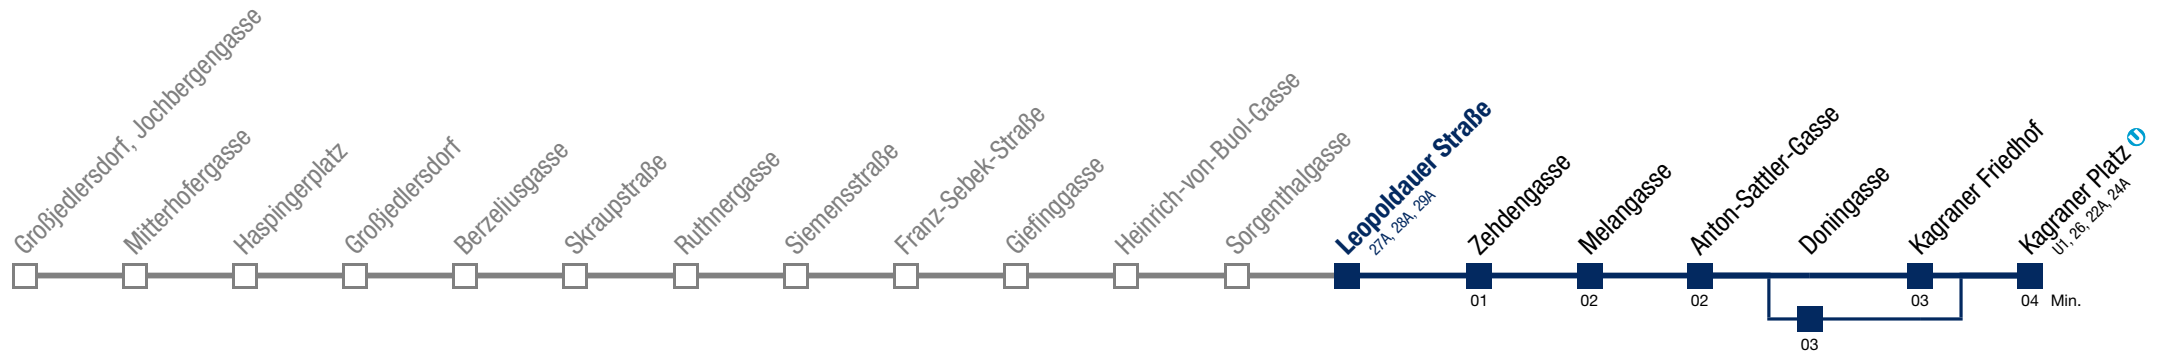 Großjedlersdorf, Jochbergengasse
Mitterhofergasse
Haspingerplatz
Großjedlersdorf
Berzeliusgasse
Skraupstraße
Ruthnergasse
Siemensstraße
Franz-Sebek-Straße
Giefinggasse
Heinrich-von-Buol-Gasse
Sorgenthalgasse
Leopoldauer Straße
27A, 28A, 29A
Zehdengasse
Melangasse
Anton-Sattler-Gasse
Doningasse
Kagraner Friedhof
Kagraner Platz U
U1, 26, 22A, 24A
01
02
02
03
04 Min.
03